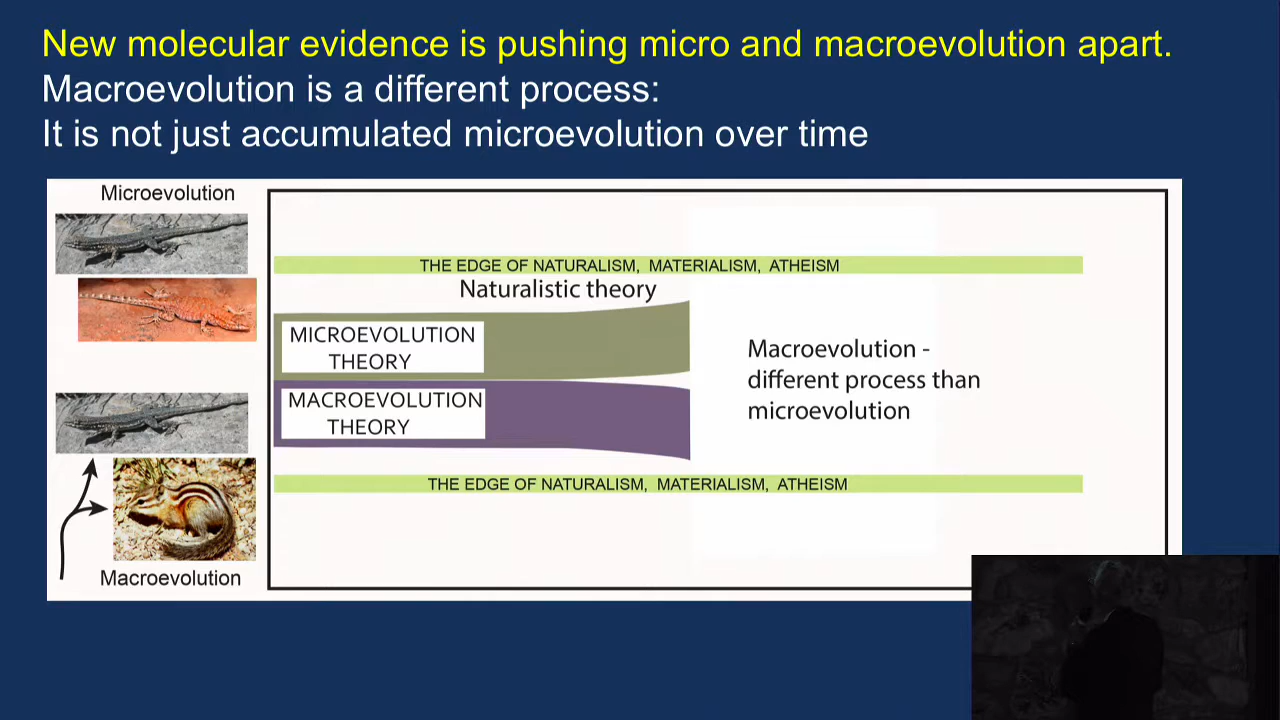 New molecular evidence is pushing micro and macroevolution apart.
Macroevolution is a different process:
It is not just accumulated microevolution over time
Microevolution
THE EDGE OF NATURALISM, MATERIALISM, ATHEISM
Naturalistic theory
MICROEVOLUTION
THEORY
MACROEVOLUTION
THEORY
Macroevolution -
different process than
microevolution
THE EDGE OF NATURALISM, MATERIALISM, ATHEISM
Macroevolution